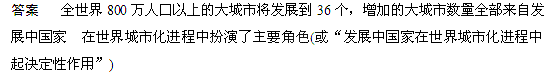 答案 全世界 800 万人口以上的大城市将发展到 36 个，增加的大城市数量全部来自发
展中国家 在世界城市化进程中扮演了主要角色(或“发展中国家在世界城市化进程中
起决定性作用”)